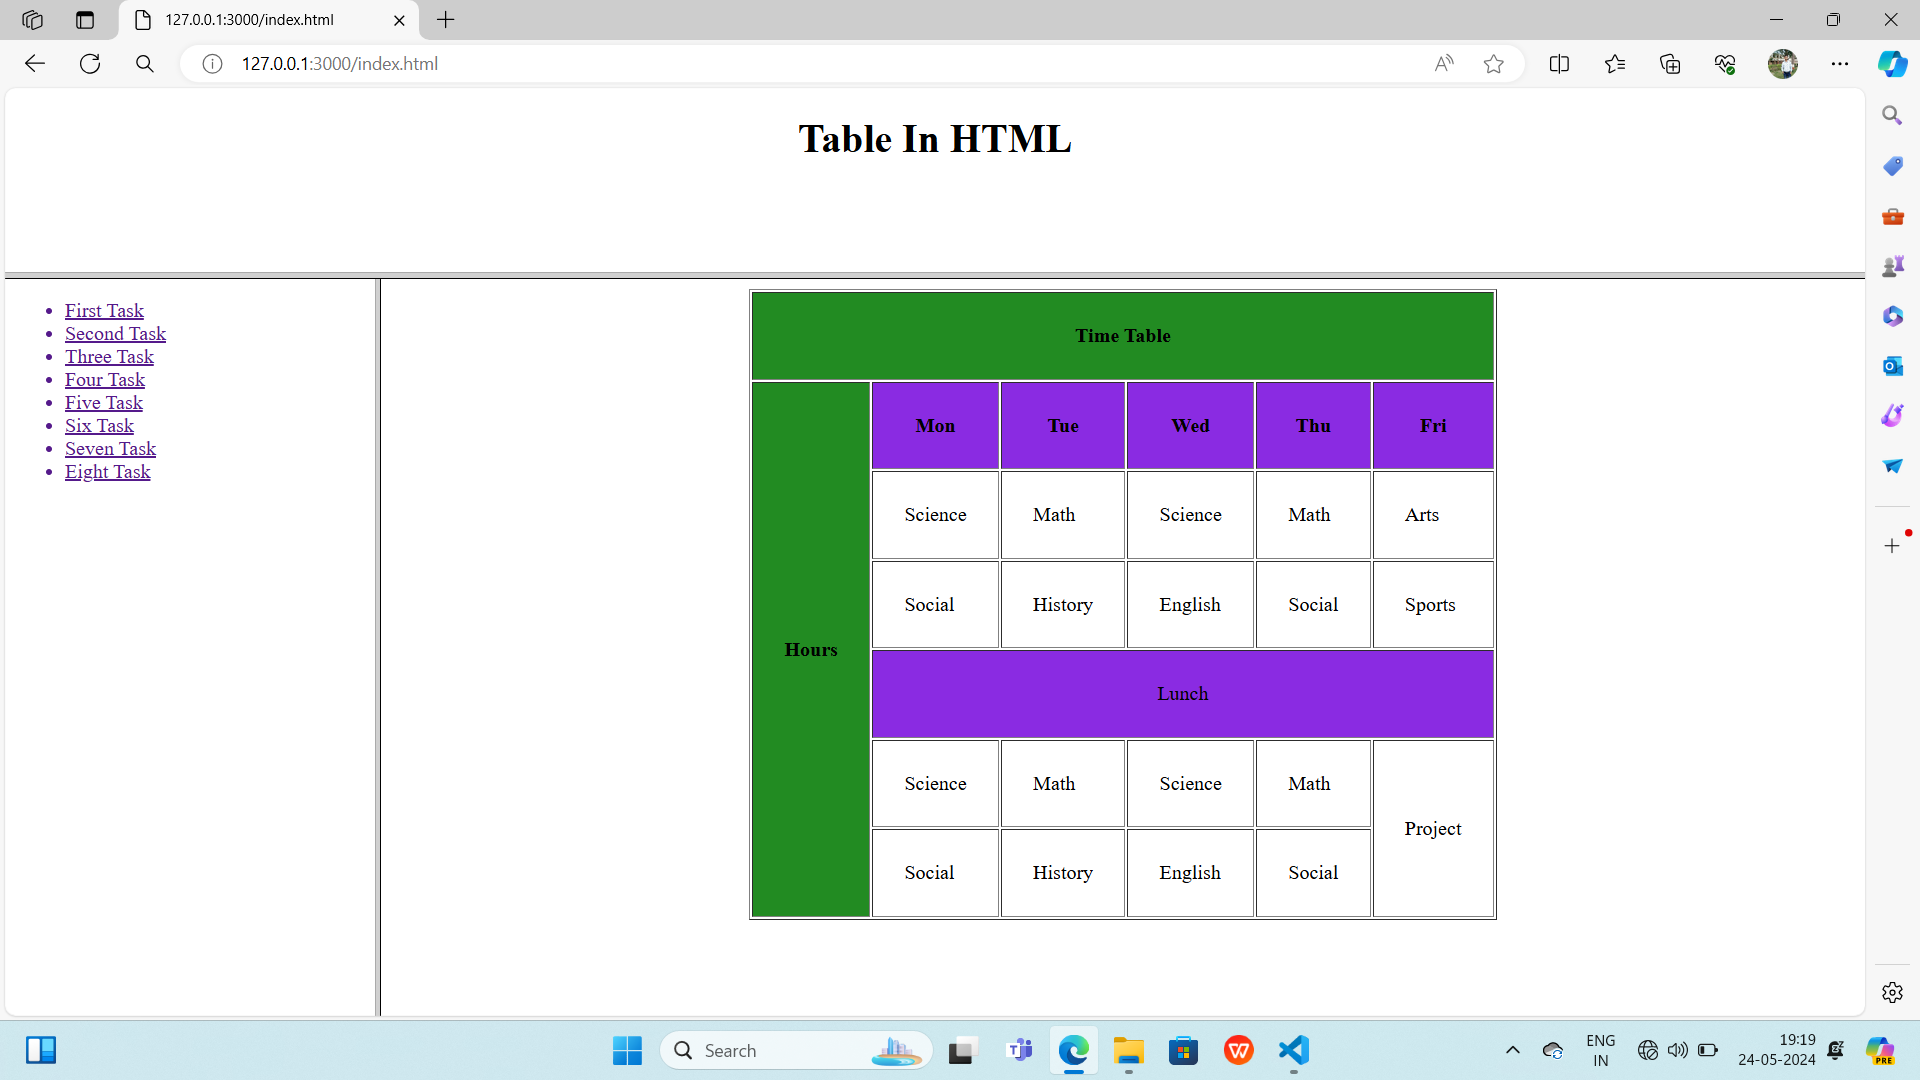 127.0.0.1:3000/index.html
127.0.0.1:3000/index.html
Table In HTML
First Task
Second Task
Three Task
Four Task
Five Task
Six Task
Seven Task
Eight Task
Time Table
Hours
Mon Tue Wed Thu Fri
Science Math Science Math Arts
Social History English Social Sports
Lunch
Science Math Science Math Project
Social History English Social
Search
ENG
IN
19:19
24-05-2024
PRE